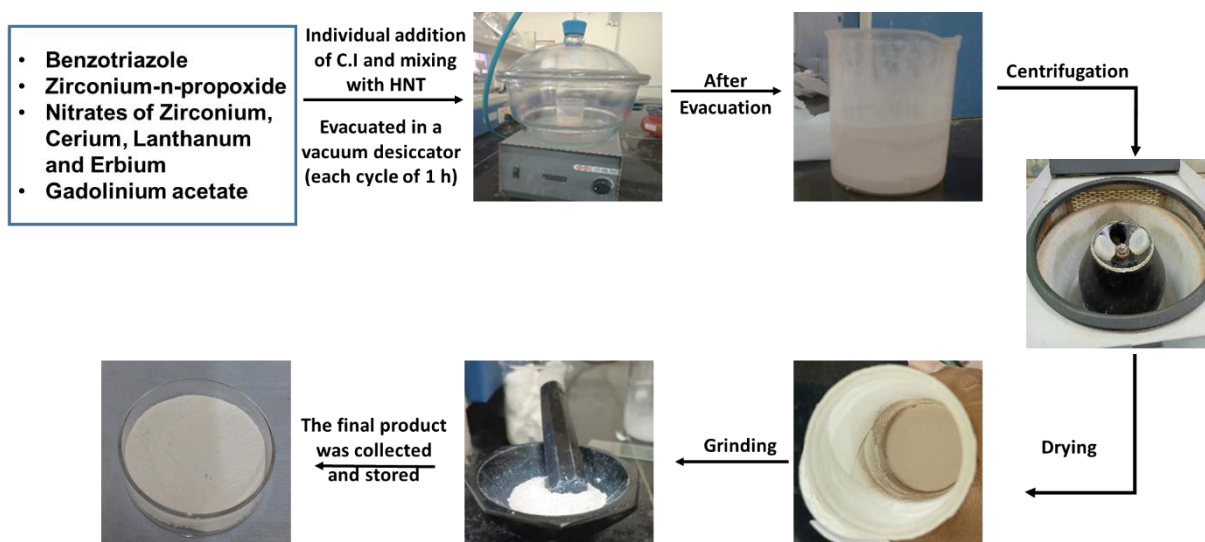 • Benzotriazole
• Zirconium-n-propoxide
• Nitrates of Zirconium,
Cerium, Lanthanum
and Erbium
• Gadolinium acetate
Individual addition
of C.I and mixing
with HNT
Evacuated in a
vacuum desiccator
(each cycle of 1 h)
After
Evacuation
Centrifugation
Drying
Grinding
The final product
was collected
and stored